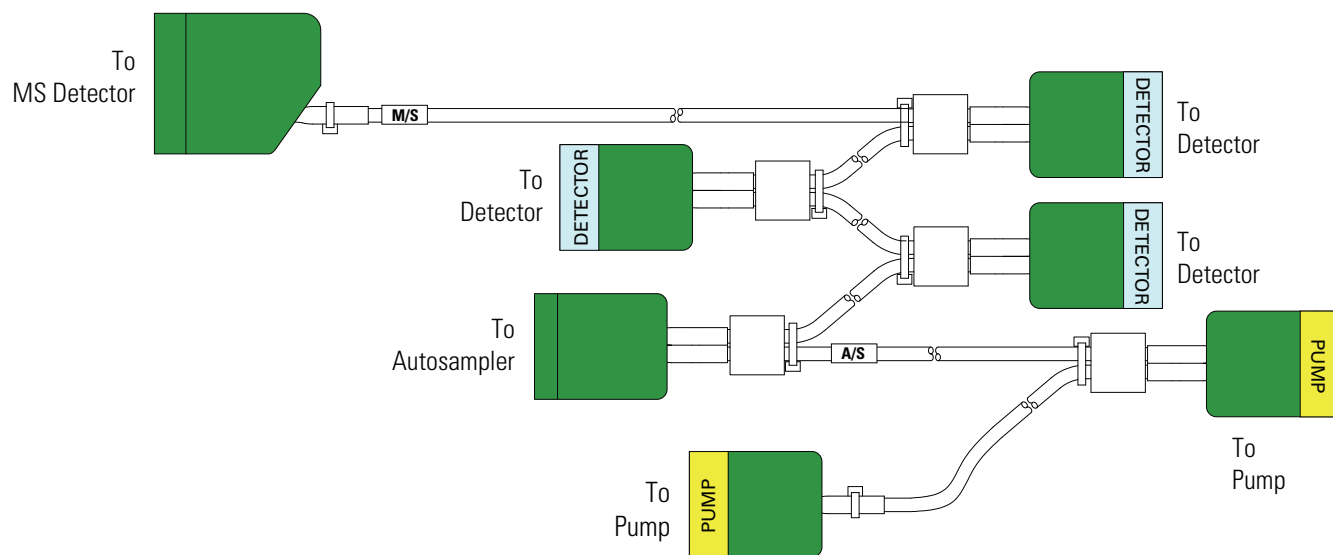 To
MS Detector
M/S
DETECTOR
To
Detector
To
Detector
DETECTOR
DETECTOR
To
Detector
To
Autosampler
A/S
PUMP
To
Pump
To
Pump
PUMP